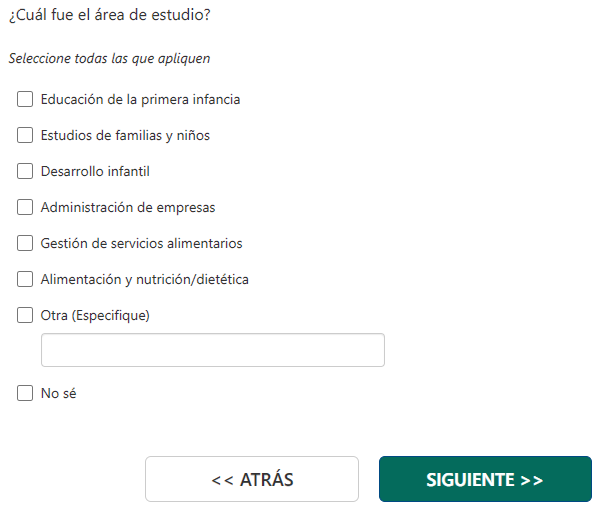 ¿Cuál fue el área de estudio?
Seleccione todas las que apliquen
Educación de la primera infancia
Estudios de familias y niños
Desarrollo infantil
Administración de empresas
Gestión de servicios alimentarios
Alimentación y nutrición/dietética
Otra (Especifique)
No sé
<< ATRÁS
SIGUIENTE >>